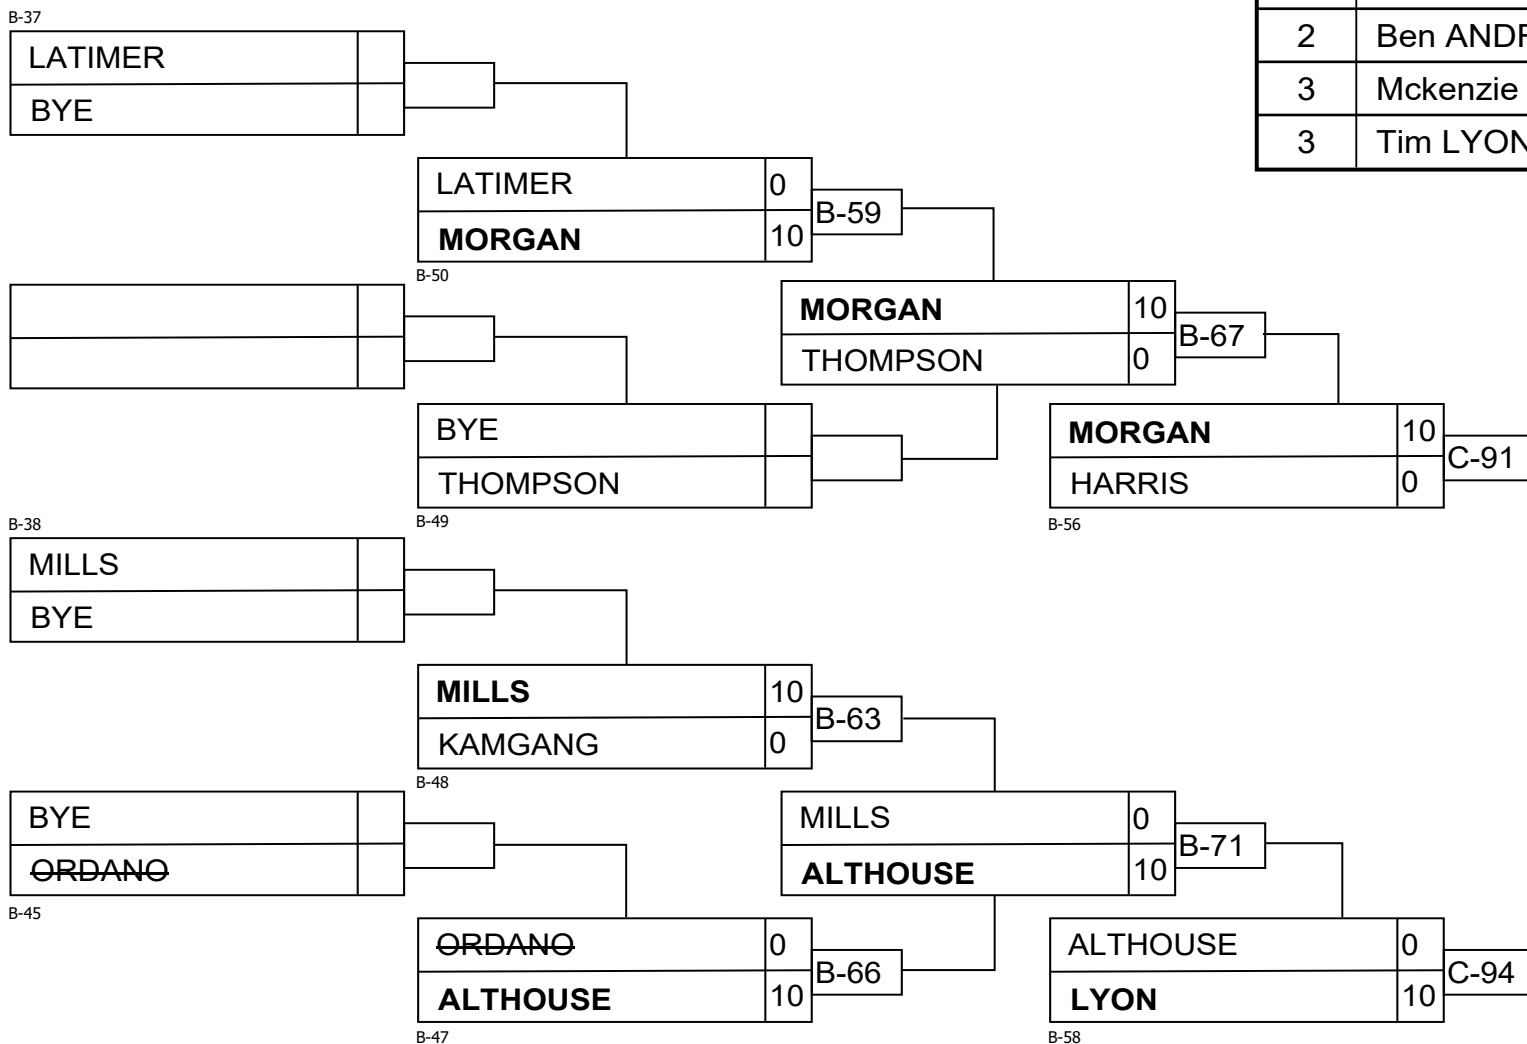 B-37
LATIMER
BYE
2
3 Mckenzie
3 Tim
LATIMER 0
MORGAN 10
B-59
B-50
MORGAN 10
THOMPSON 0
B-67
BYE
THOMPSON
B-49
MORGAN 10
HARRIS 0
C-91
B-56
B-38
MILLS
BYE
MILLS 10
KAMGANG 0
B-63
B-48
BYE
ORDANO
B-45
MILLS 0
ALTHOUSE 10
B-71
ORDANO 0
ALTHOUSE 10
B-66
B-47
ALTHOUSE 0
LYON 10
C-94
B-58